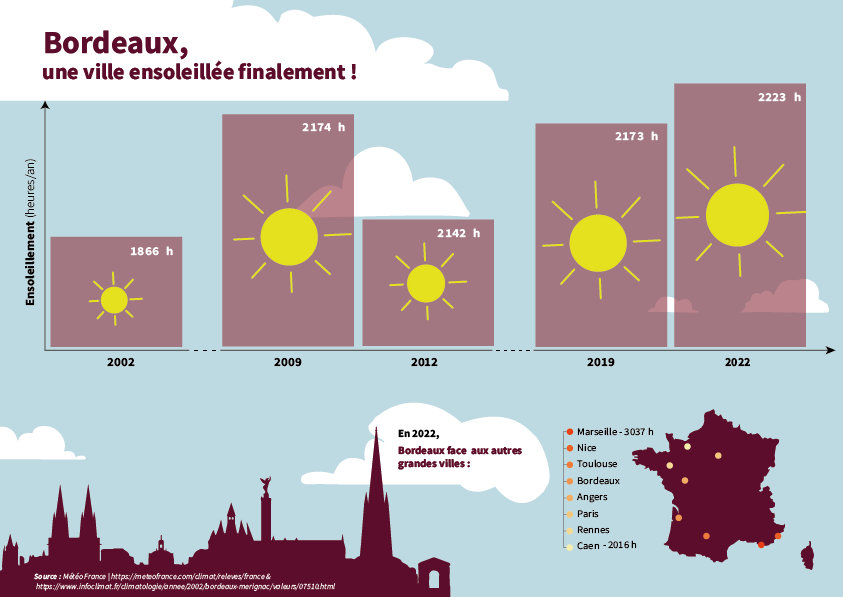 Bordeaux,
une ville ensoleillée finalement !
Ensoleillement (heures/an)
1866 h
2174 h
2142 h
2173 h
2223 h
2002
2009
2012
2019
2022
En 2022,
Bordeaux face aux autres
grandes villes :
Marseille - 3037 h
Nice
Toulouse
Bordeaux
Angers
Paris
Rennes
Caen - 2016 h
Source : Météo France | https://meteofrance.com/climat/releves/france &
https://www.infoclimat.fr/climatologie/annee/2002/bordeaux-merignac/valeurs/07510.html